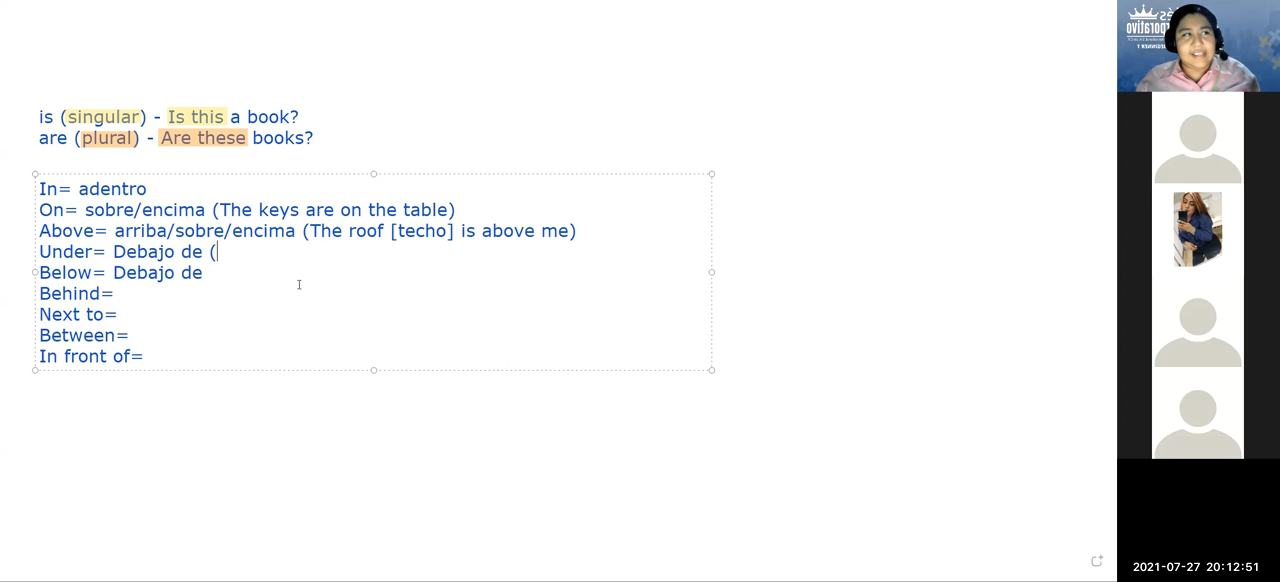 is (singular) - Is this a book?
are (plural) - Are these books?
In= adentro
On= sobre/encima (The keys are on the table)
Above= arriba/sobre/encima (The roof [techo] is above me)
Under= Debajo de (
Below= Debajo de
Behind=
Next to=
Between=
In front of=
2021-07-27 20:12:51